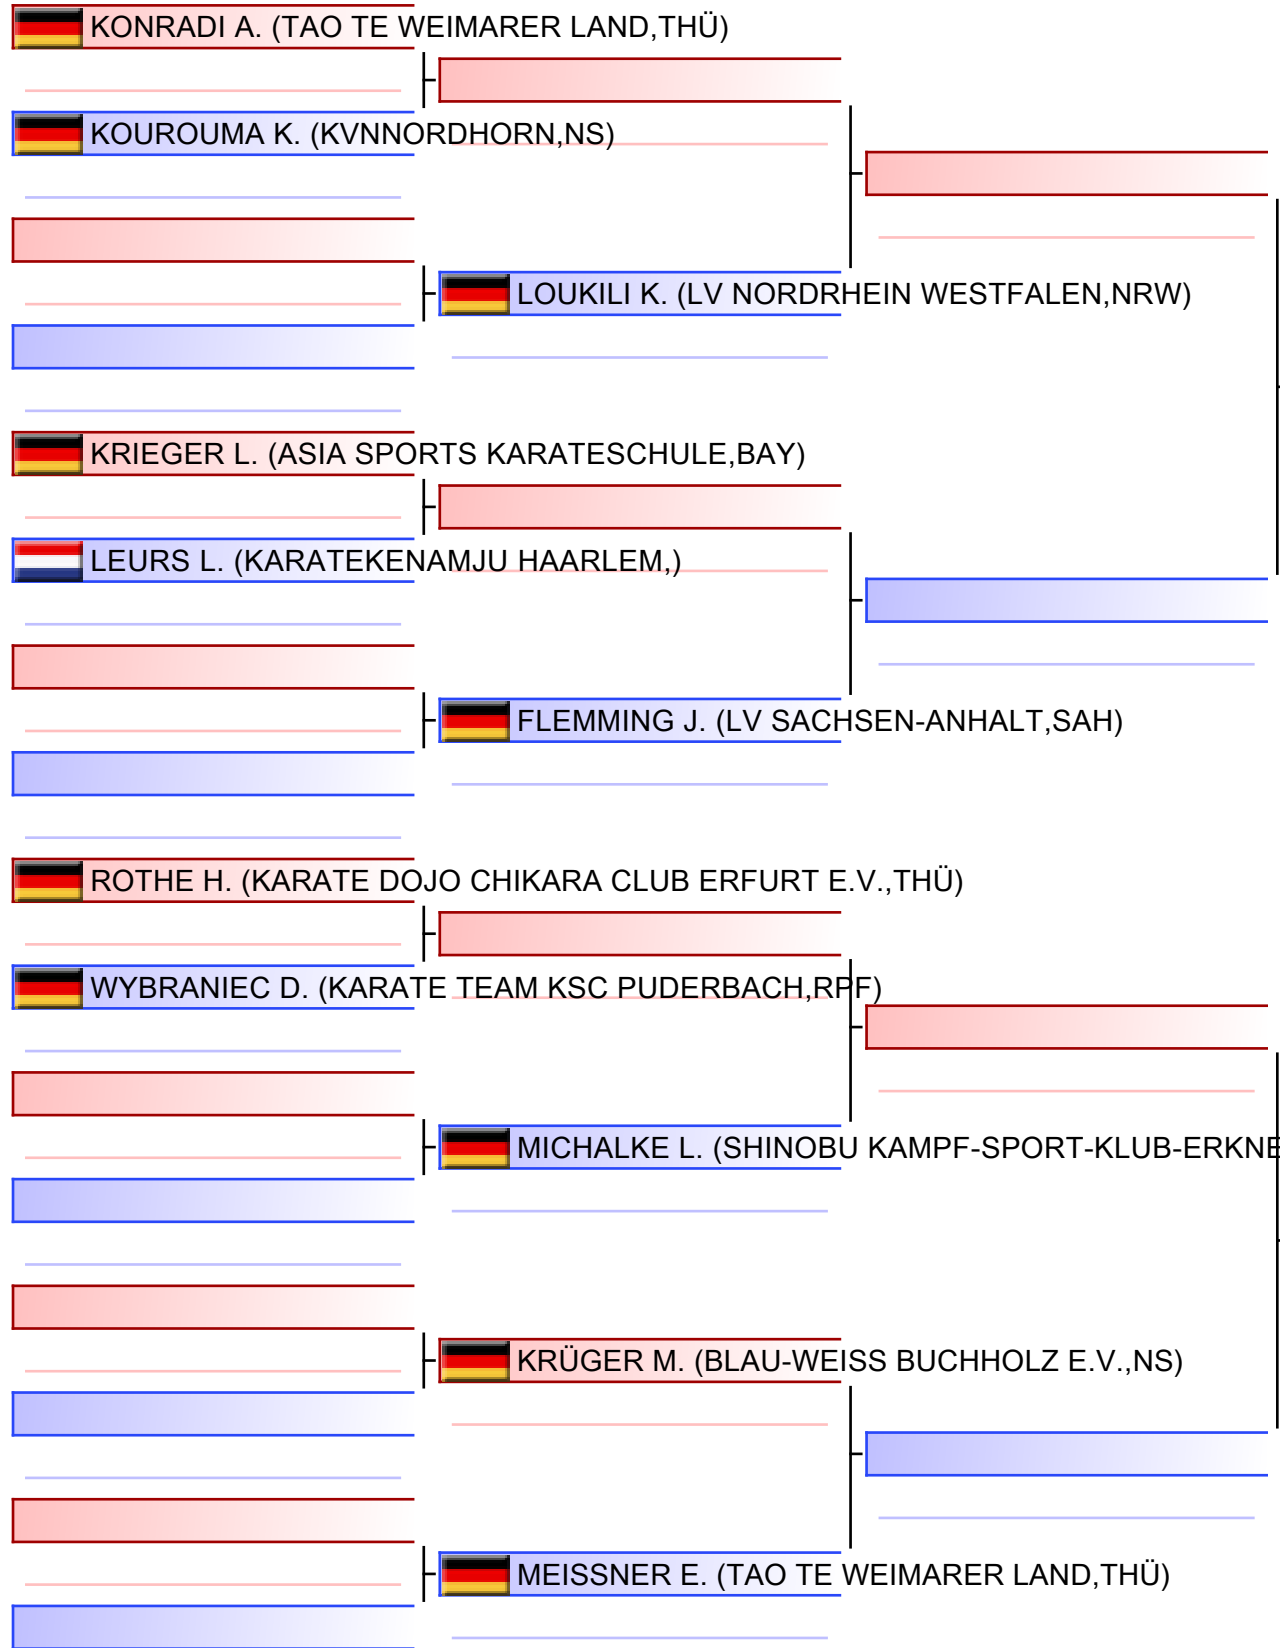 KONRADI A. (TAO TE WEIMARER LAND,THÜ)
KOUROUMA K. (KVNNORDHORN,NS)
LOUKILI K. (LV NORDRHEIN WESTFALEN,NRW)
KRIEGER L. (ASIA SPORTS KARATESCHULE,BAY)
LEURS L. (KARATEKENAMJU HAARLEM,)
FLEMMING J. (LV SACHSEN-ANHALT,SAH)
ROTHE H. (KARATE DOJO CHIKARA CLUB ERFURT E.V.,THÜ)
WYBRANIEC D. (KARATE TEAM KSC PUDERBACH,RPF)
MICHALKE L. (SHINOBU KAMPF-SPORT-KLUB-ERKNE
KRÜGER M. (BLAU-WEISS BUCHHOLZ E.V.,NS)
MEISSNER E. (TAO TE WEIMARER LAND,THÜ)